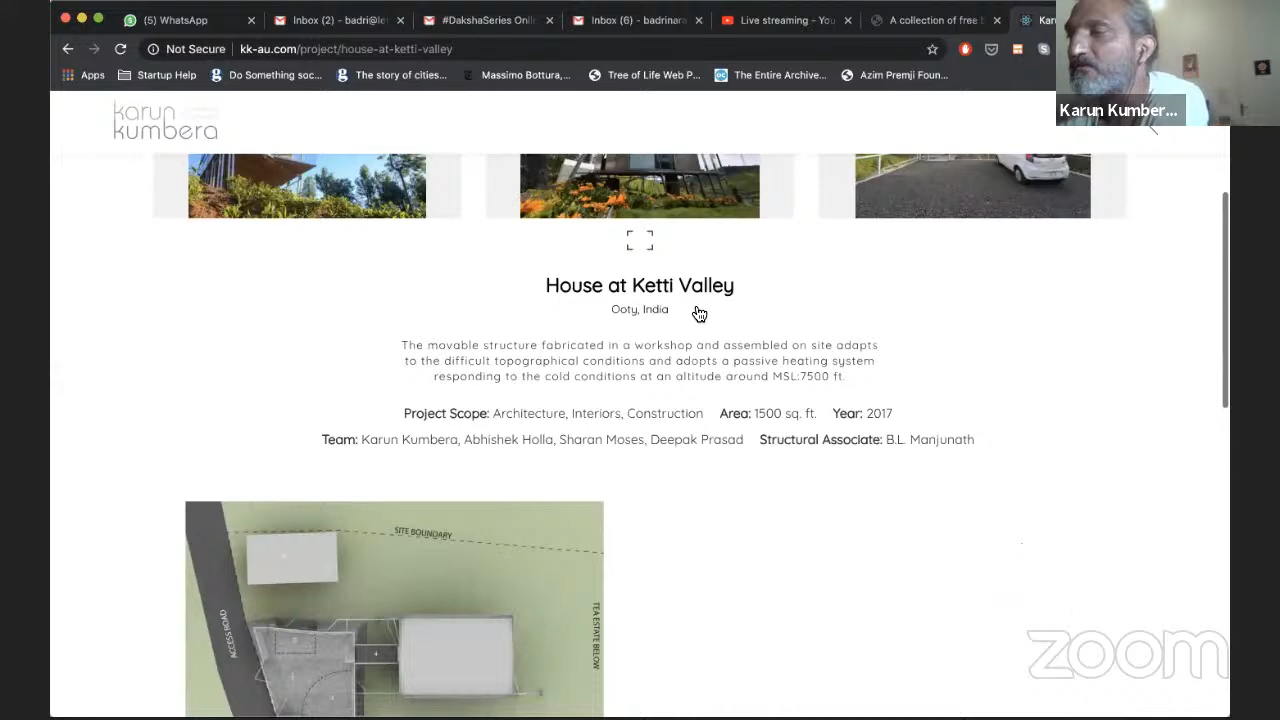 (5) WhatsApp
Inbox (2) - badri@le
#DakshaSeries Onli
Inbox (6) - badrinara
Live streaming - You
A collection of free b
Karu
Not Secure
kk-au.com/project/house-at-ketti-valley
Apps
Startup Help
Do Something soc...
The story of cities...
Massimo Bottura,...
Tree of Life Web P...
The Entire Archive...
Azim Premji Foun...
Karun Kumber...
karun
kumbera
House at Ketti Valley
Ooty, India
The movable structure fabricated in a workshop and assembled on site adapts
to the difficult topographical conditions and adopts a passive heating system
responding to the cold conditions at an altitude around MSL:7500 ft.
Project Scope: Architecture, Interiors, Construction Area: 1500 sq. ft. Year: 2017
Team: Karun Kumbera, Abhishek Holla, Sharan Moses, Deepak Prasad Structural Associate: B.L. Manjunath
SITE BOUNDARY
ACCESS ROAD
TEA ESTATE BELOW
zoom